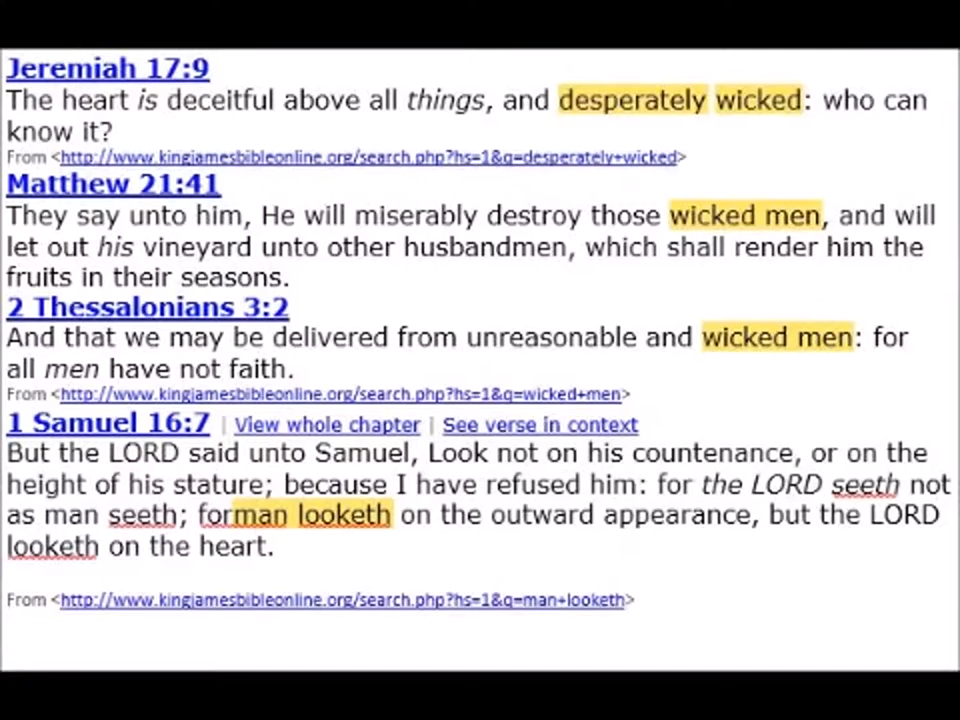 Jeremiah 17:9
The heart is deceitful above all things, and desperately wicked: who can
know it?
From <http://www.kingjamesbibleonline.org/search.php?hs=1&q=desperately+wicked>
Matthew 21:41
They say unto him, He will miserably destroy those wicked men, and will
let out his vineyard unto other husbandmen, which shall render him the
fruits in their seasons.
2 Thessalonians 3:2
And that we may be delivered from unreasonable and wicked men: for
all men have not faith.
From <http://www.kingjamesbibleonline.org/search.php?hs=1&q=wicked+men>
1 Samuel 16:7 | View whole chapter | See verse in context
But the LORD said unto Samuel, Look not on his countenance, or on the
height of his stature; because I have refused him: for the LORD seeth not
as man seeth; forman looketh on the outward appearance, but the LORD
looketh on the heart.
From <http://www.kingjamesbibleonline.org/search.php?hs=1&q=man+looketh>